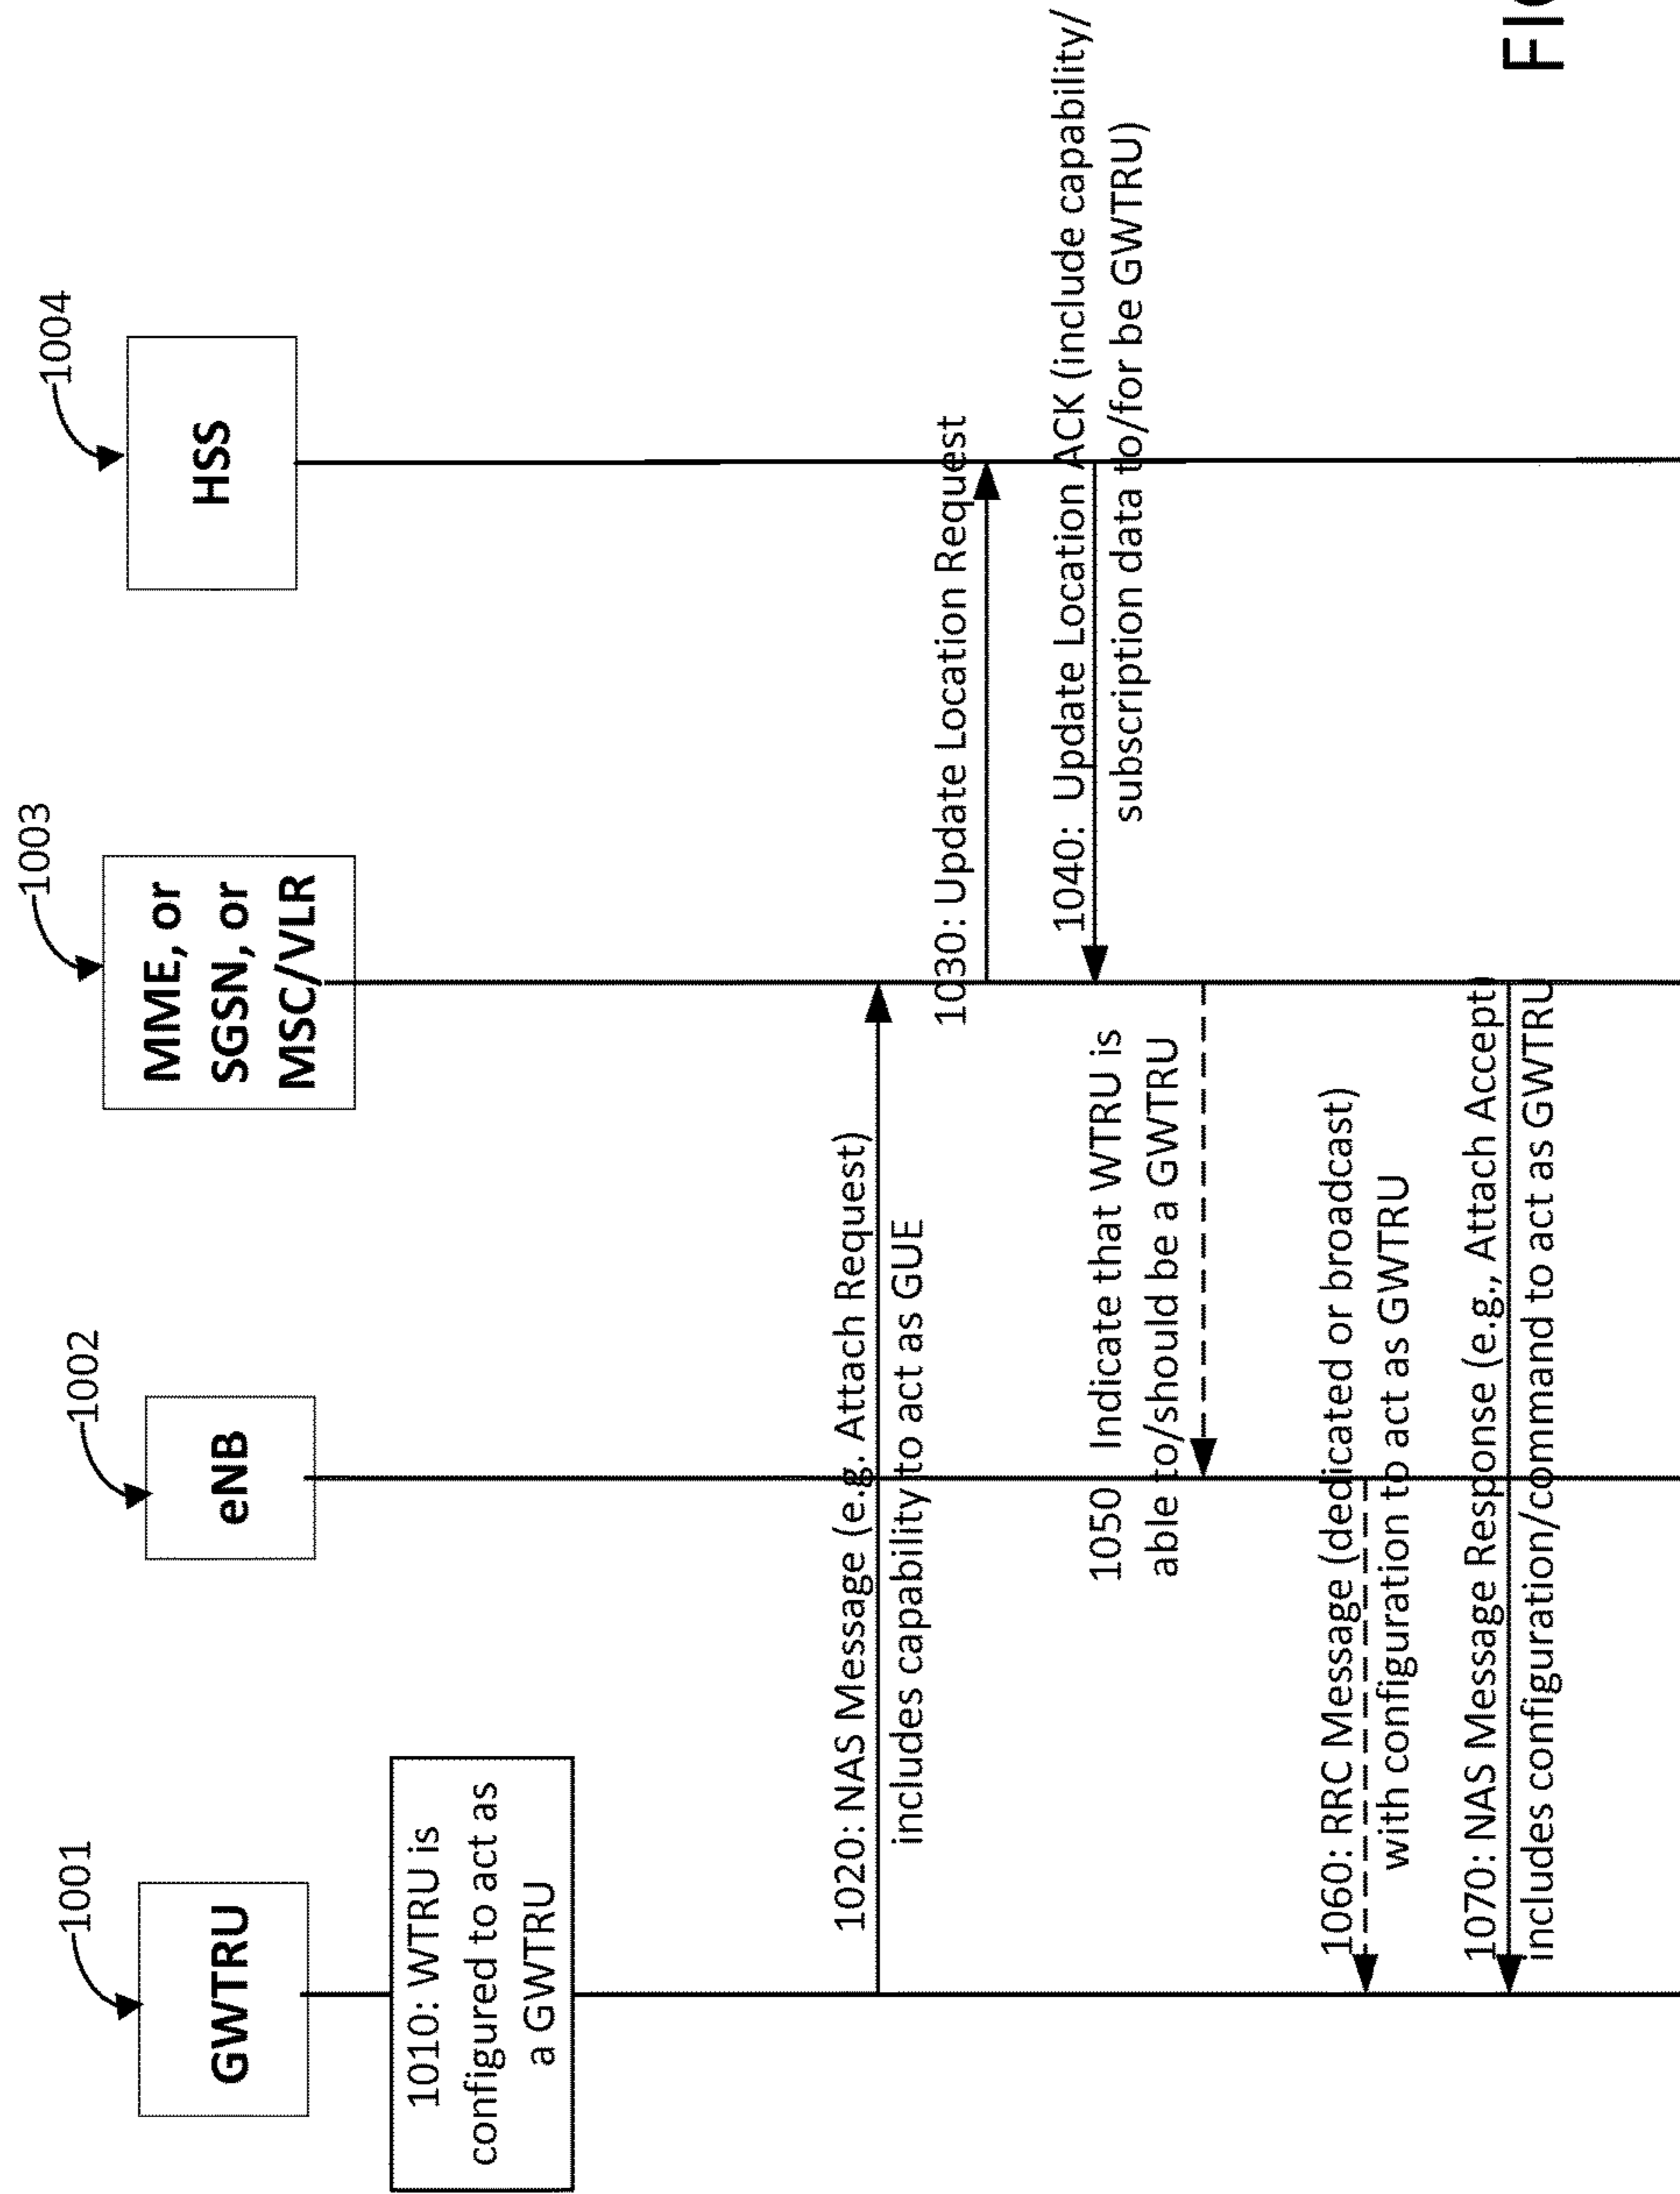 1001
1002
1003
1004
GWTRU
eNB
MME, or
SGSN, or
MSC/VLR
HSS
1010: WTRU is
configured to act as
a GWTRU
1020: NAS Message (e.g. Attach Request)
includes capability to act as GUE
1030: Update Location Request
1040: Update Location ACK (include capability/
subscription data to/for be GWTRU)
1050 Indicate that WTRU is
able to/should be a GWTRU
1060: RRC Message (dedicated or broadcast)
with configuration to act as GWTRU
1070: NAS Message Response (e.g., Attach Accept)
includes configuration/command to act as GWTRU